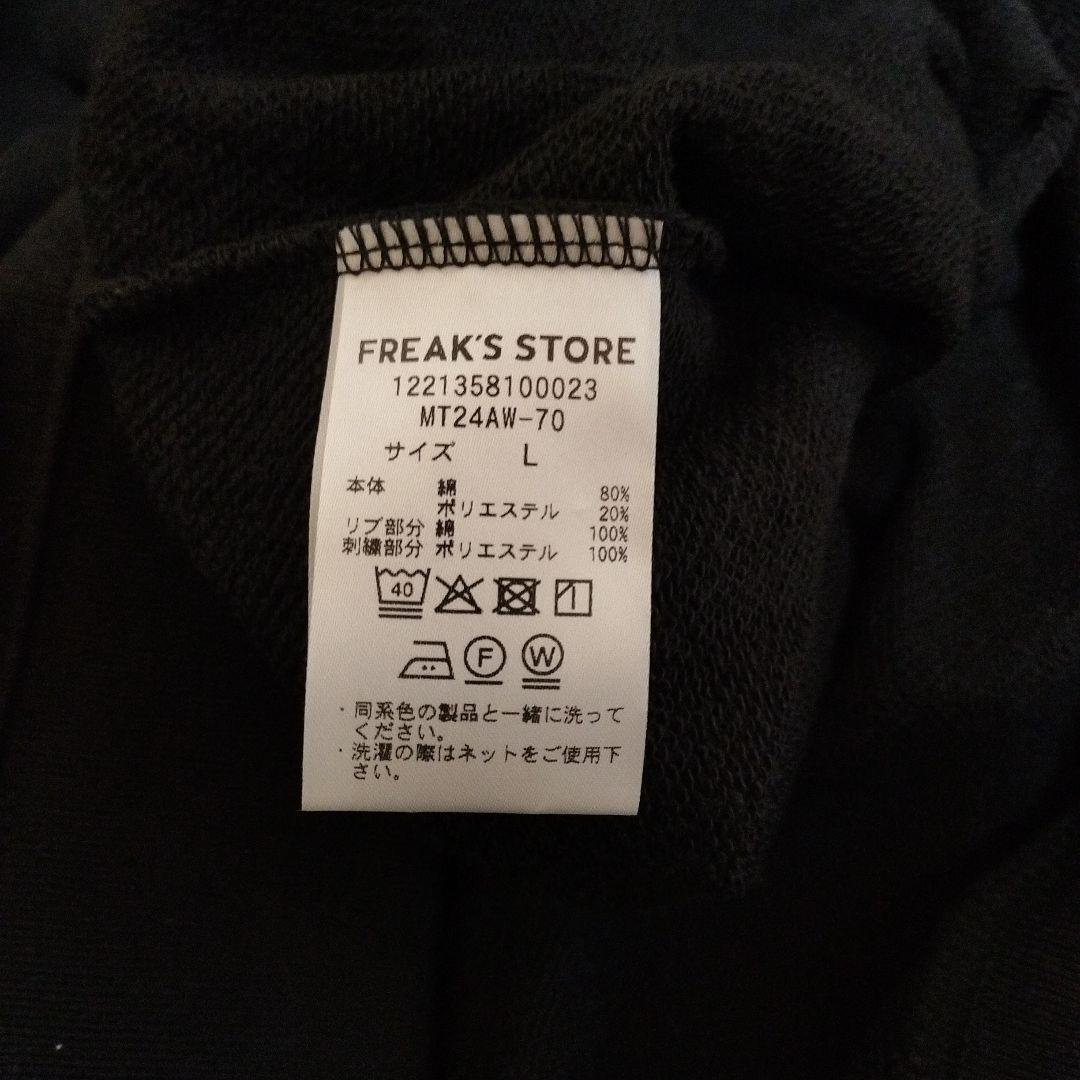 FREAK'S STORE
1221358100023
MT24AW-70
サイズ L
本体 綿 80%
ポリエステル 20%
リブ部分 綿 100%
刺繍部分 ポリエステル 100%
40
F W
・同系色の製品と一緒に洗って
ください。
・洗濯の際はネットをご使用下
さい。